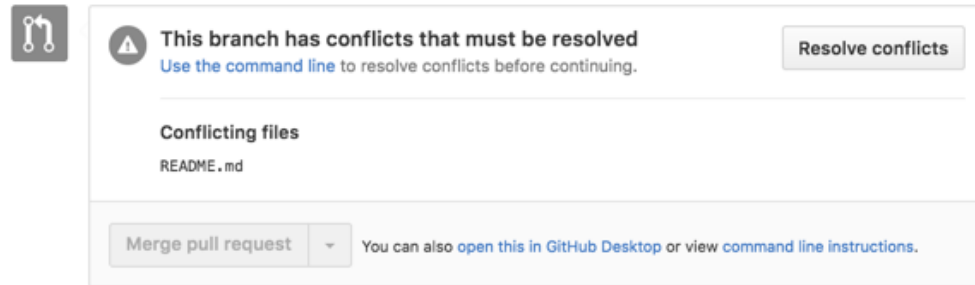 This branch has conflicts that must be resolved
Resolve conflicts
Use the command line to resolve conflicts before continuing.
Conflicting files
README.md
Merge pull request
You can also open this in GitHub Desktop or view command line instructions.